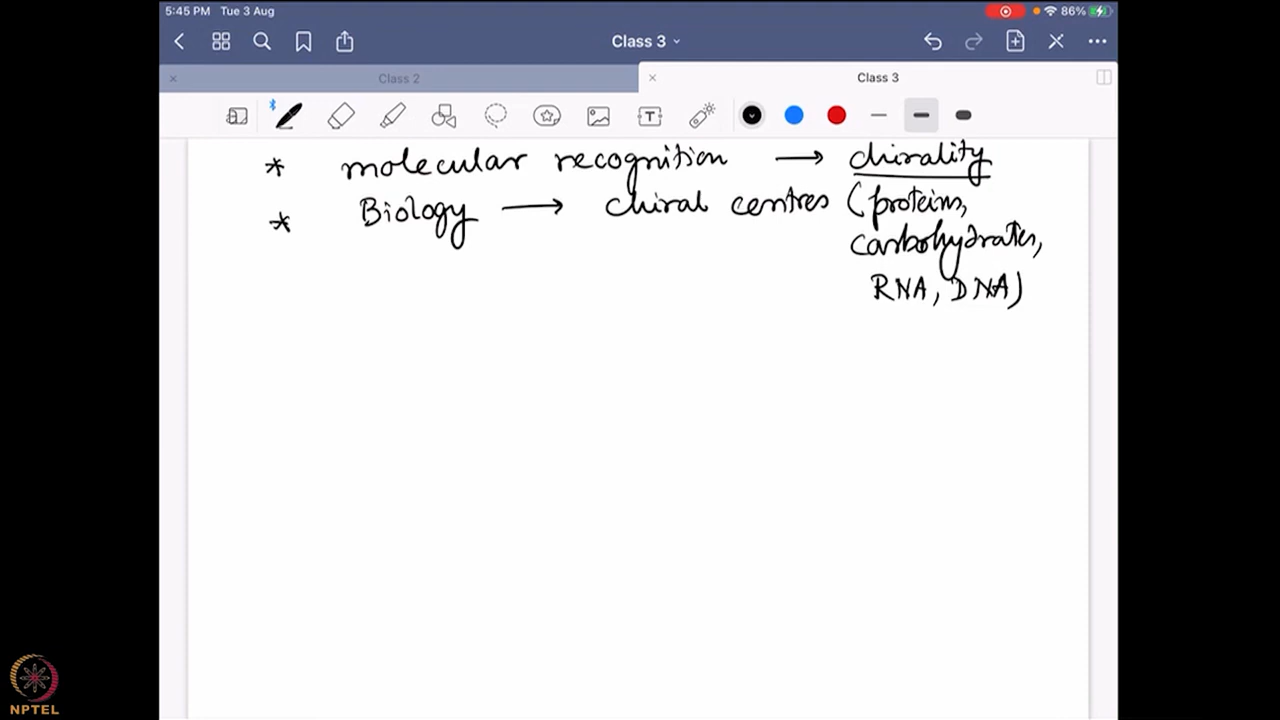 5:45 PM Tue 3 Aug 86%
Class 3
Class 2 Class 3
T
* molecular recognition → chirality
* Biology → chiral centres (proteins,
carbohydrates,
RNA, DNA)
NPTEL